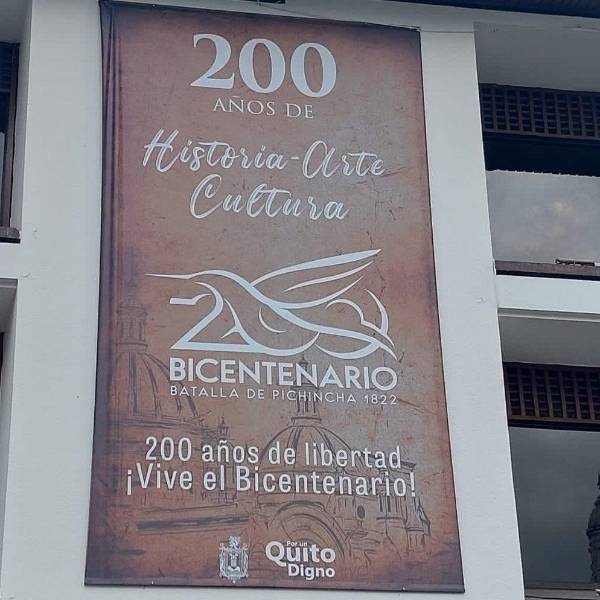 200
AÑOS DE
Historia-Arte
Cultura
200
BICENTENARIO
BATALLA DE PICHINCHA 1822
200 años de libertad
¡Vive el Bicentenario!
Por un
Quito
Digno